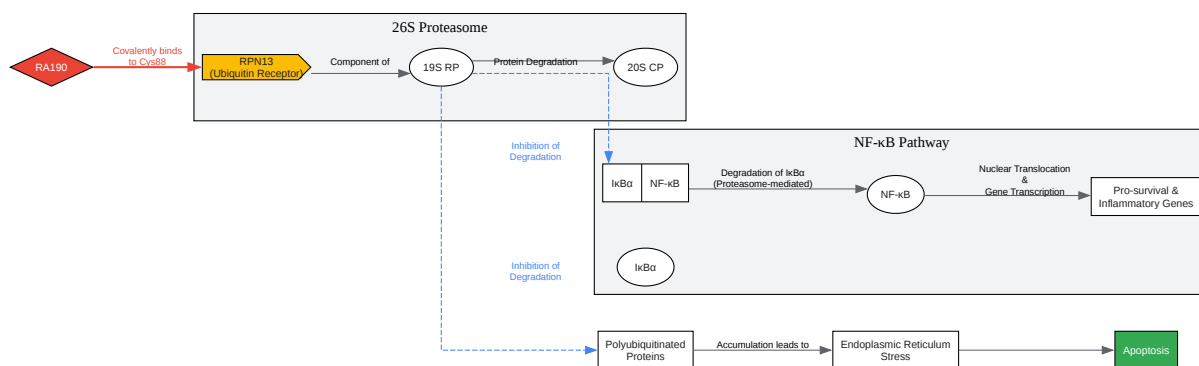 26S Proteasome
RA190
Covalently binds
to Cys88
RPN13
(Ubiquitin Receptor)
Component of
19S RP
Protein Degradation
20S CP
Inhibition of
Degradation
NF-κB Pathway
IκBα
NF-κB
Degradation of IκBα
(Proteasome-mediated)
NF-κB
Nuclear Translocation
&
Gene Transcription
Pro-survival &
Inflammatory Genes
Inhibition of
Degradation
IκBα
Polyubiquitinated
Proteins
Accumulation leads to
Endoplasmic Reticulum
Stress
Apoptosis